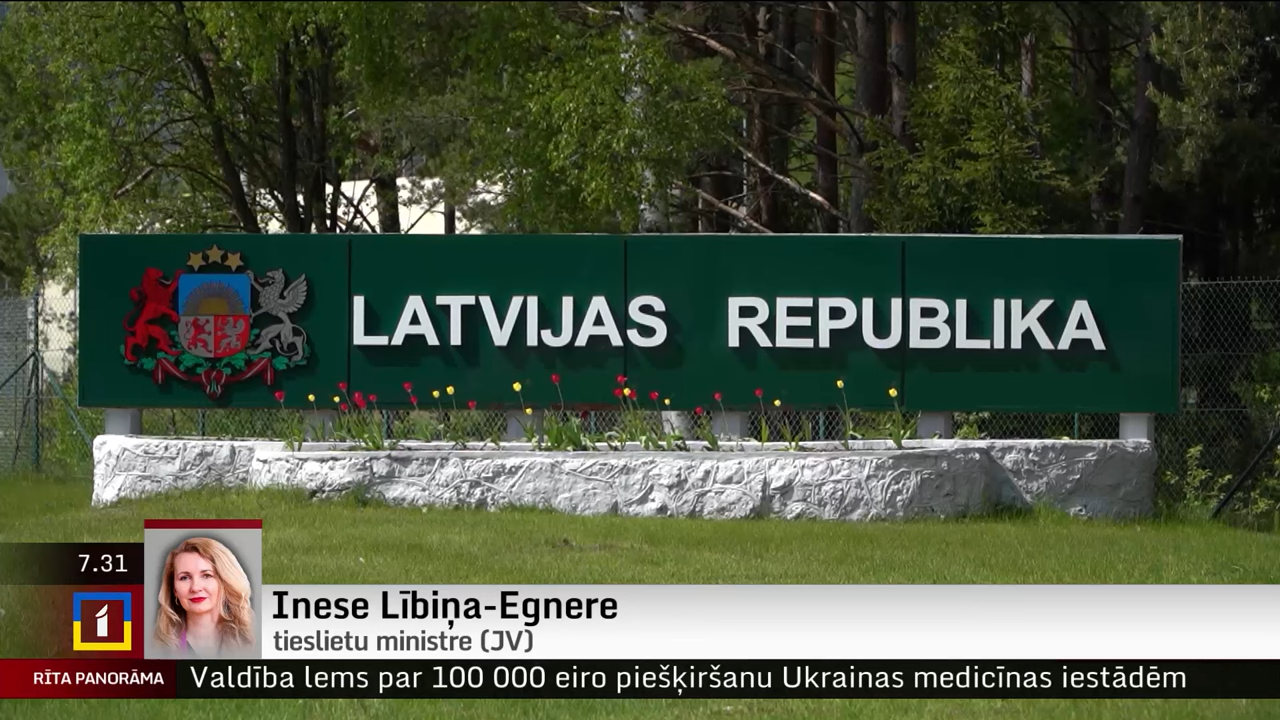 LATVIJAS REPUBLIKA
7.31
1
Inese Lībiņa-Egnere
tieslietu ministre (JV)
RĪTA PANORĀMA
Valdība lems par 100 000 eiro piešķiršanu Ukrainas medicīnas iestādēm